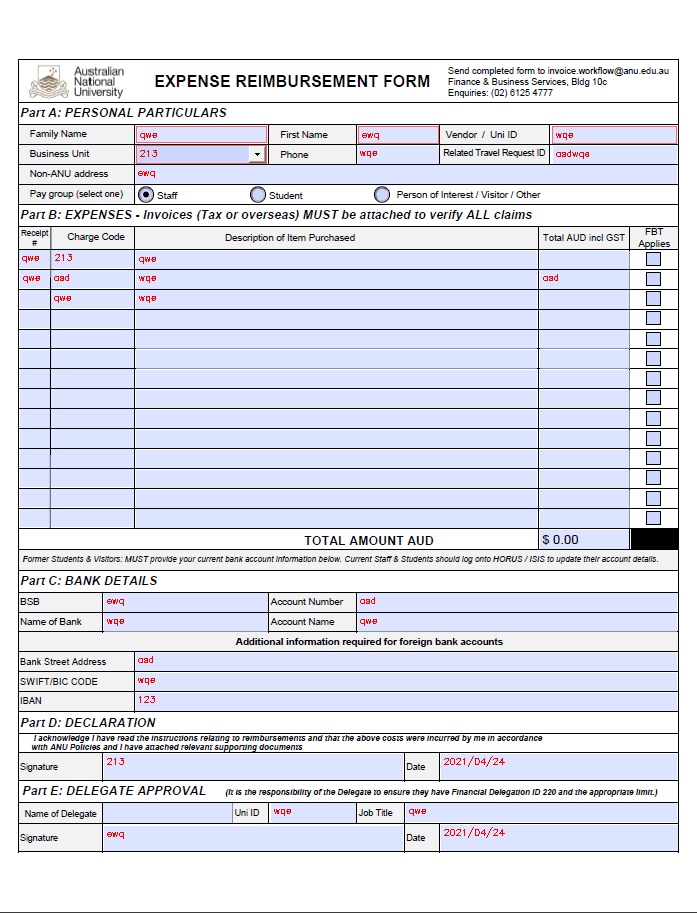 Australian
National
University
EXPENSE REIMBURSEMENT FORM
Send completed form to invoice.workflow@anu.edu.au
Finance & Business Services, Bldg 10c
Enquiries: (02) 6125 4777
Part A: PERSONAL PARTICULARS
Family Name qwe First Name ewq Vendor / Uni ID wqe
Business Unit 213 Phone wqe Related Travel Request ID asdwqe
Non-ANU address ewq
Pay group (select one) Staff Student Person of Interest / Visitor / Other
Part B: EXPENSES - Invoices (Tax or overseas) MUST be attached to verify ALL claims
Receipt # Charge Code Description of Item Purchased Total AUD incl GST FBT Applies
qwe 213 qwe
qwe asd wqe asd
qwe wqe
TOTAL AMOUNT AUD $ 0.00
Former Students & Visitors: MUST provide your current bank account information below. Current Staff & Students should log onto HORUS / ISIS to update their account details.
Part C: BANK DETAILS
BSB ewq Account Number asd
Name of Bank wqe Account Name qwe
Additional information required for foreign bank accounts
Bank Street Address asd
SWIFT/BIC CODE wqe
IBAN 123
Part D: DECLARATION
I acknowledge I have read the instructions relating to reimbursements and that the above costs were incurred by me in accordance
with ANU Policies and I have attached relevant supporting documents
Signature 213 Date 2021/04/24
Part E: DELEGATE APPROVAL (It is the responsibility of the Delegate to ensure they have Financial Delegation ID 220 and the appropriate limit.)
Name of Delegate Uni ID wqe Job Title qwe
Signature ewq Date 2021/04/24